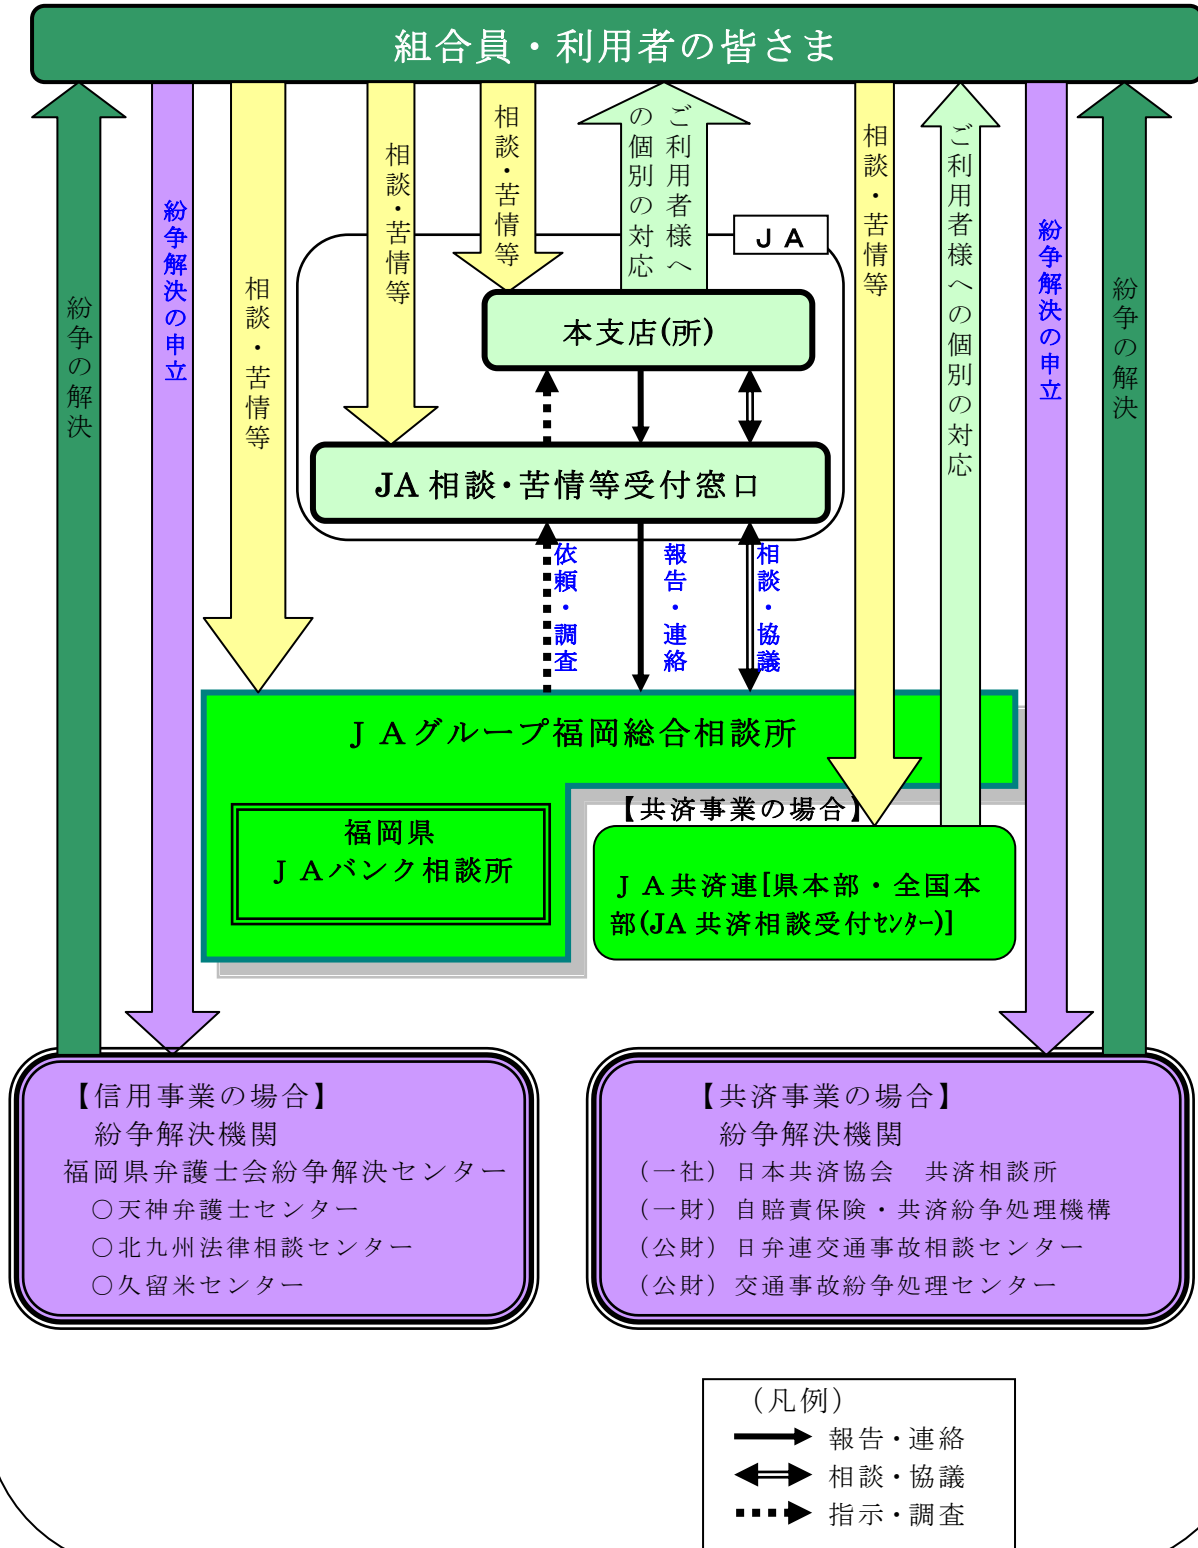 組合員・利用者の皆さま
紛争の解決
紛争解決の申立
相談・苦情等
相談・苦情等
相談・苦情等
ご利用者様へ
の個別の対応
相談・苦情等
ご利用者様への個別の対応
紛争解決の申立
紛争の解決
ＪＡ
本支店(所)
JA相談・苦情等受付窓口
依頼・調査
報告・連絡
相談・協議
ＪＡグループ福岡総合相談所
福岡県
ＪＡバンク相談所
【共済事業の場合】
ＪＡ共済連[県本部・全国本
部(JA共済相談受付ｾﾝﾀｰ)]
【信用事業の場合】
紛争解決機関
福岡県弁護士会紛争解決センター
○天神弁護士センター
○北九州法律相談センター
○久留米センター
【共済事業の場合】
紛争解決機関
（一社）日本共済協会　共済相談所
（一財）自賠責保険・共済紛争処理機構
（公財）日弁連交通事故相談センター
（公財）交通事故紛争処理センター
（凡例）
報告・連絡
相談・協議
指示・調査